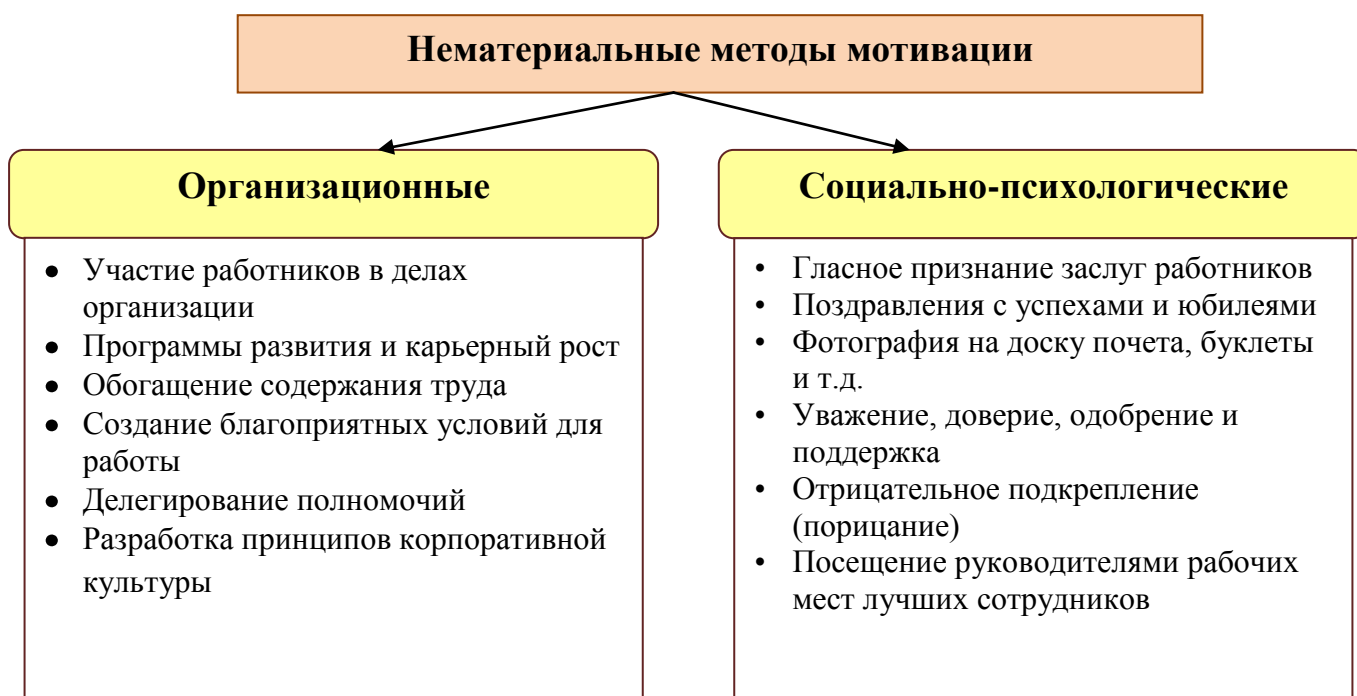 Нематериальные методы мотивации
Организационные
• Участие работников в делах
организации
• Программы развития и карьерный рост
• Обогащение содержания труда
• Создание благоприятных условий для
работы
• Делегирование полномочий
• Разработка принципов корпоративной
культуры
Социально-психологические
• Гласное признание заслуг работников
• Поздравления с успехами и юбилеями
• Фотография на доску почета, буклеты
и т.д.
• Уважение, доверие, одобрение и
поддержка
• Отрицательное подкрепление
(порицание)
• Посещение руководителями рабочих
мест лучших сотрудников